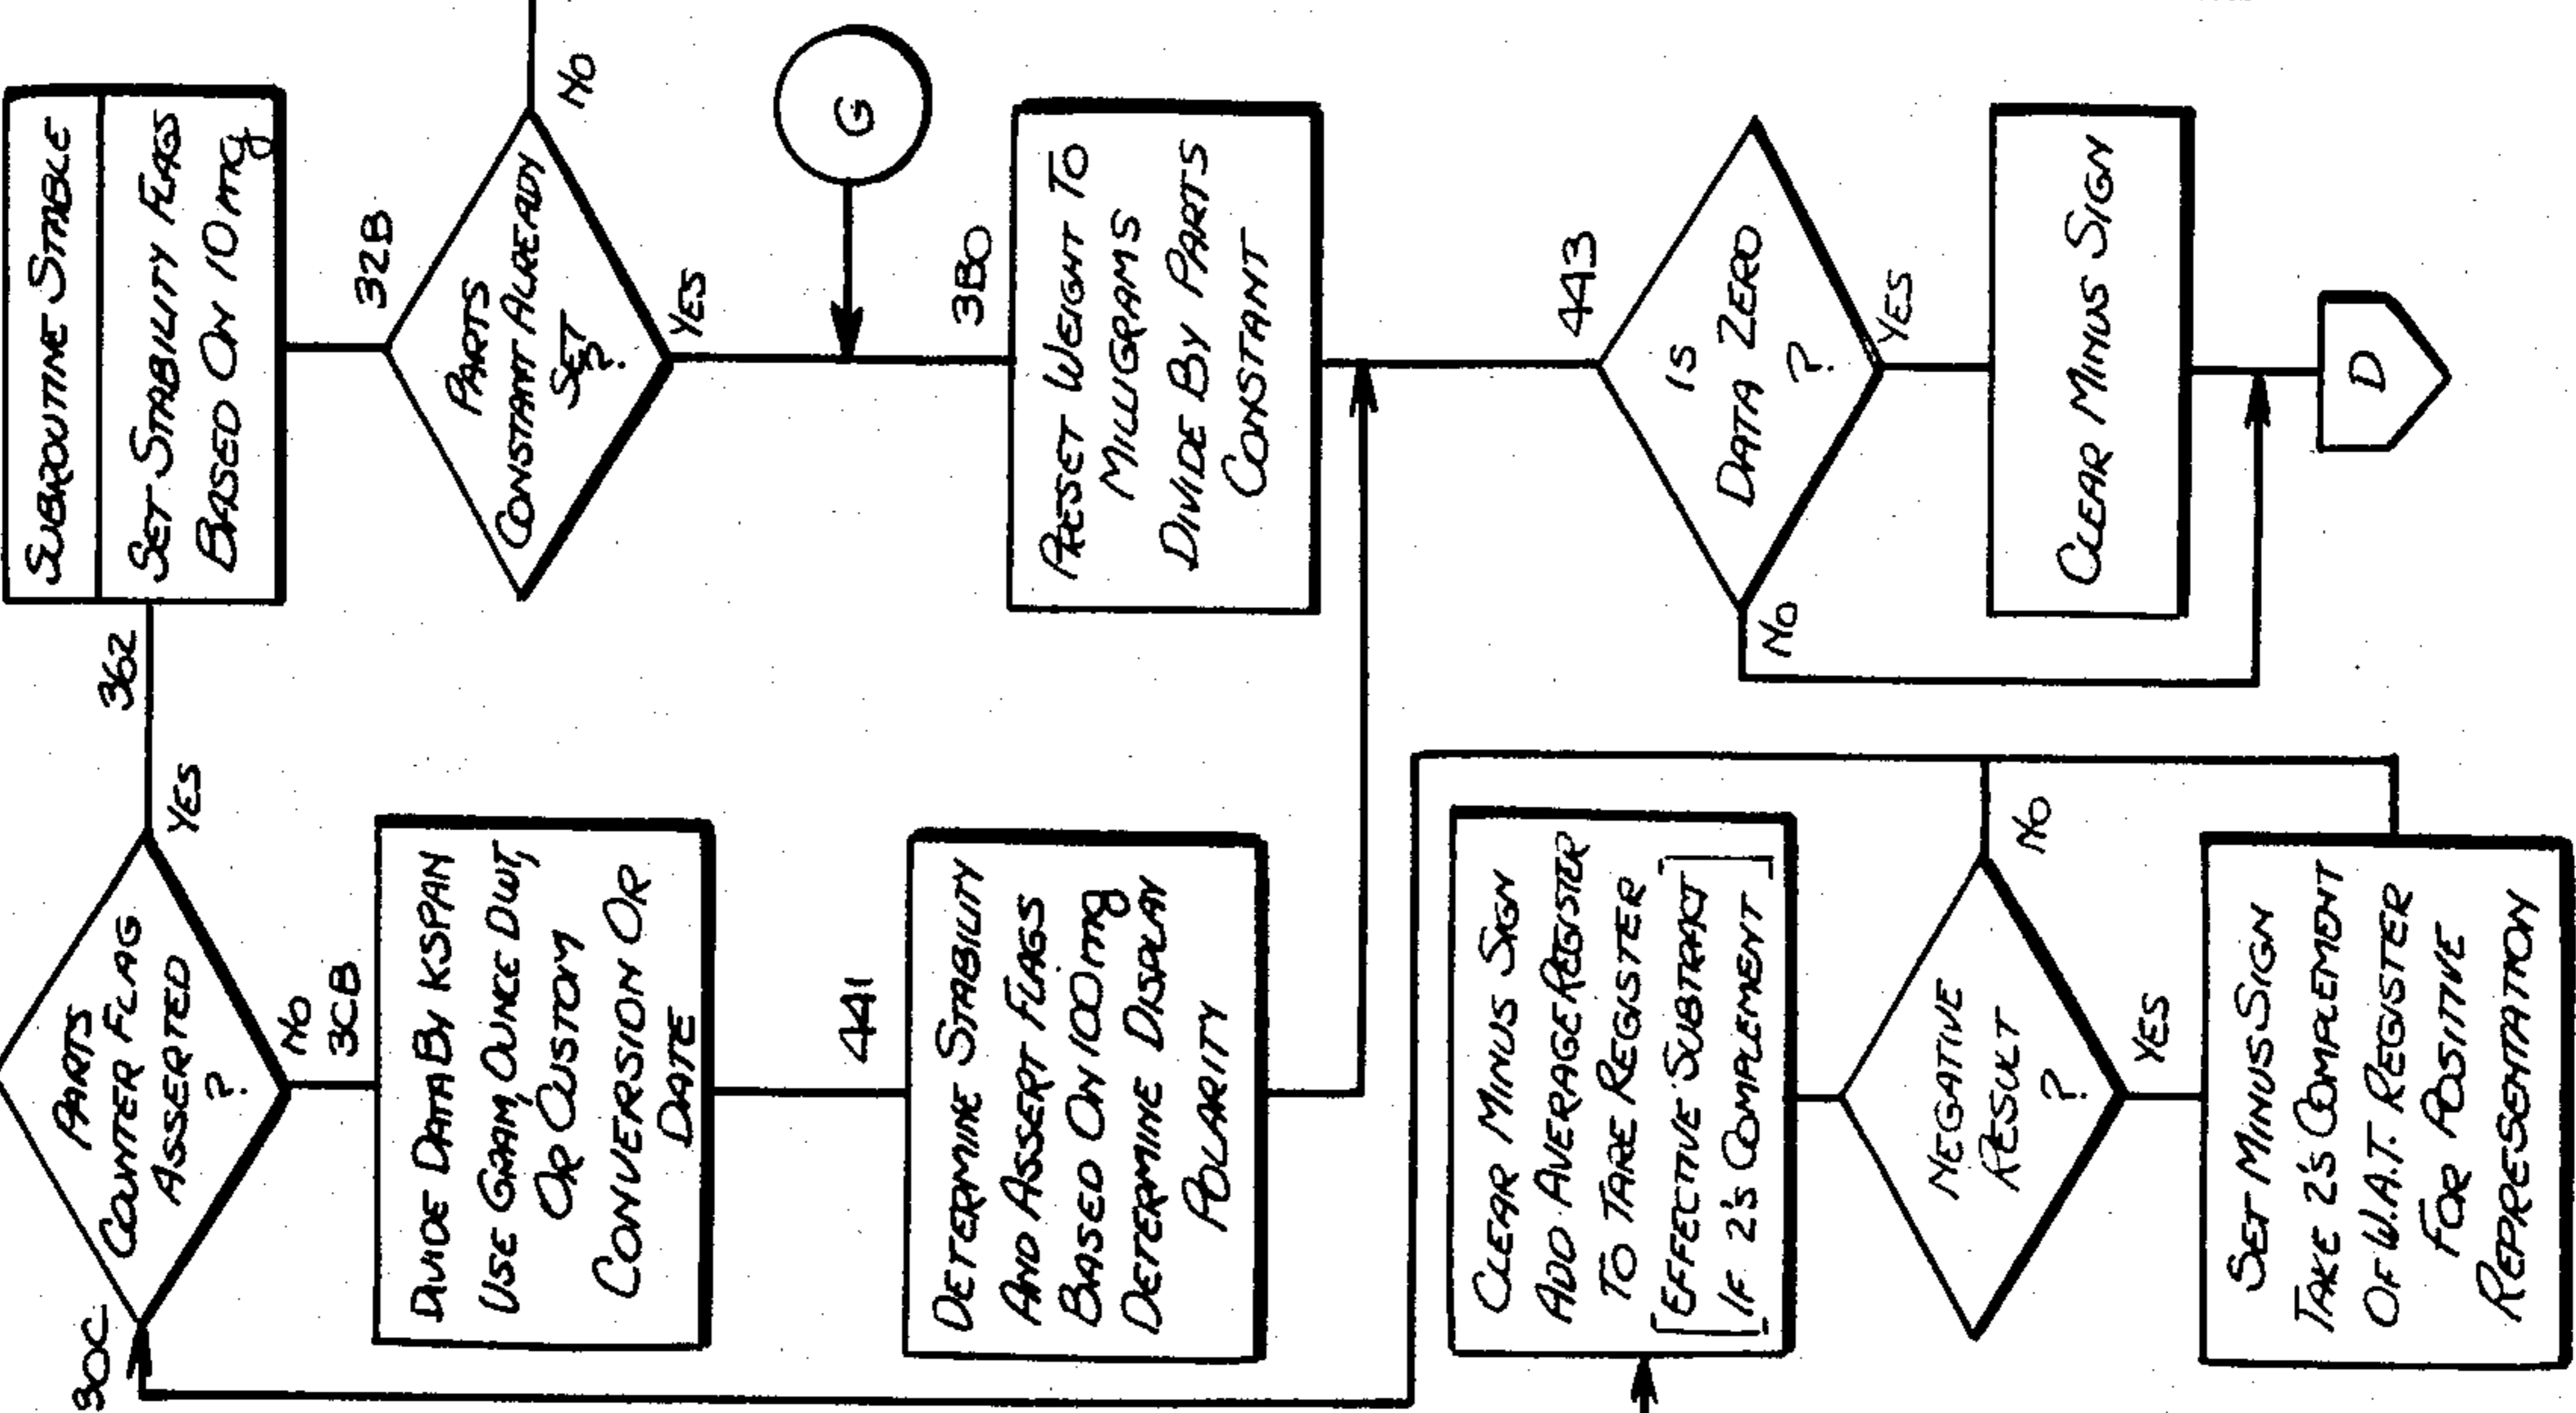 30C
PARTS
COUNTER FLAG
ASSERTED
?
YES
362
NO
3CB
DIVIDE DATA BY KSPAN
USE GRAM, OUNCE DWT,
OR CUSTOM
CONVERSION OR
DATE
441
DETERMINE STABILITY
AND ASSERT FLAGS
BASED ON 100mg
DETERMINE DISPLAY
POLARITY
CLEAR MINUS SIGN
ADD AVERAGE REGISTER
TO TARE REGISTER
[EFFECTIVE SUBTRACT]
[IF 2's COMPLEMENT]
NEGATIVE
RESULT
?
NO
YES
SET MINUS SIGN
TAKE 2's COMPLEMENT
OF W.A.T. REGISTER
FOR POSITIVE
REPRESENTATION
SUBROUTINE STABLE
SET STABILITY FLAGS
BASED ON 10mg
32B
PARTS
CONSTANT ALREADY
SET
?
NO
YES
G
3B0
PRESET WEIGHT TO
MILLIGRAMS
DIVIDE BY PARTS
CONSTANT
443
IS
DATA ZERO
?
NO
YES
CLEAR MINUS SIGN
D